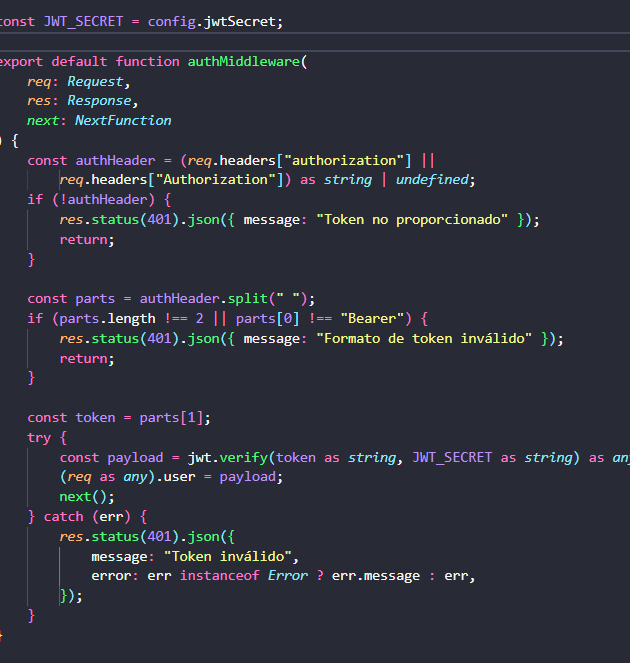 const JWT_SECRET = config.jwtSecret;
export default function authMiddleware(
req: Request,
res: Response,
next: NextFunction
) {
const authHeader = (req.headers["authorization"] ||
req.headers["Authorization"]) as string | undefined;
if (!authHeader) {
res.status(401).json({ message: "Token no proporcionado" });
return;
}
const parts = authHeader.split(" ");
if (parts.length !== 2 || parts[0] !== "Bearer") {
res.status(401).json({ message: "Formato de token inválido" });
return;
}
const token = parts[1];
try {
const payload = jwt.verify(token as string, JWT_SECRET as string) as any
(req as any).user = payload;
next();
} catch (err) {
res.status(401).json({
message: "Token inválido",
error: err instanceof Error ? err.message : err,
});
}
}